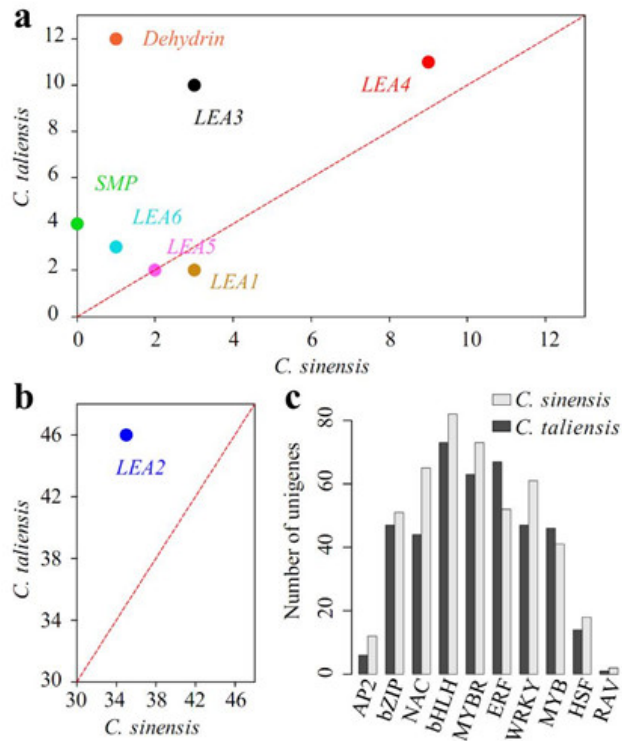 a
C. taliensis
12
10
8
6
4
2
0
Dehydrin
LEA4
LEA3
SMP
LEA6
LEA5
LEA1
0 2 4 6 8 10 12
C. sinensis
b
C. taliensis
46
42
38
34
30
LEA2
30 34 38 42 46
C. sinensis
c
C. sinensis
C. taliensis
Number of unigenes
80
60
40
20
0
AP2 bZIP NAC bHLH MYBR ERF WRKY MYB HSF RAV